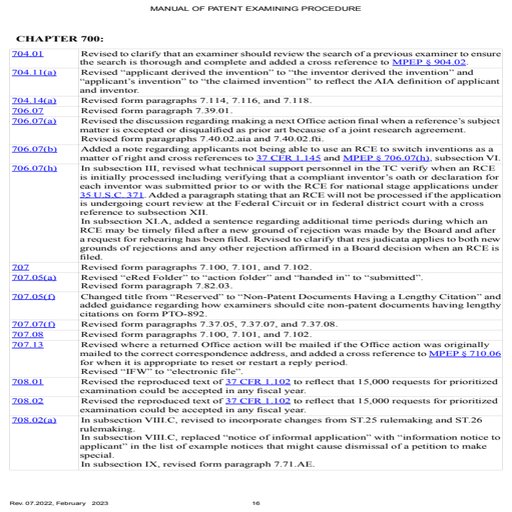 MANUAL OF PATENT EXAMINING PROCEDURE
CHAPTER 700:
704.01 Revised to clarify that an examiner should review the search of a previous examiner to ensure
the search is thorough and complete and added a cross reference to MPEP § 904.02.
704.11(a) Revised “applicant derived the invention” to “the inventor derived the invention” and
“applicant’s invention” to “the claimed invention” to reflect the AIA definition of applicant
and inventor.
704.14(a) Revised form paragraphs 7.114, 7.116, and 7.118.
706.07 Revised form paragraph 7.39.01.
706.07(a) Revised the discussion regarding making a next Office action final when a reference’s subject
matter is excepted or disqualified as prior art because of a joint research agreement.
Revised form paragraphs 7.40.02.aia and 7.40.02.fti.
706.07(b) Added a note regarding applicants not being able to use an RCE to switch inventions as a
matter of right and cross references to 37 CFR 1.145 and MPEP § 706.07(h), subsection VI.
706.07(h) In subsection III, revised what technical support personnel in the TC verify when an RCE
is initially processed including verifying that a compliant inventor’s oath or declaration for
each inventor was submitted prior to or with the RCE for national stage applications under
35 U.S.C. 371. Added a paragraph stating that an RCE will not be processed if the application
is undergoing court review at the Federal Circuit or in federal district court with a cross
reference to subsection XII.
In subsection XI.A, added a sentence regarding additional time periods during which an
RCE may be timely filed after a new ground of rejection was made by the Board and after
a request for rehearing has been filed. Revised to clarify that res judicata applies to both new
grounds of rejections and any other rejection affirmed in a Board decision when an RCE is
filed.
707 Revised form paragraphs 7.100, 7.101, and 7.102.
707.05(a) Revised “eRed Folder” to “action folder” and “handed in” to “submitted”.
Revised form paragraph 7.82.03.
707.05(f) Changed title from “Reserved” to “Non-Patent Documents Having a Lengthy Citation” and
added guidance regarding how examiners should cite non-patent documents having lengthy
citations on form PTO-892.
707.07(f) Revised form paragraphs 7.37.05, 7.37.07, and 7.37.08.
707.08 Revised form paragraphs 7.100, 7.101, and 7.102.
707.13 Revised where a returned Office action will be mailed if the Office action was originally
mailed to the correct correspondence address, and added a cross reference to MPEP § 710.06
for when it is appropriate to reset or restart a reply period.
Revised “IFW” to “electronic file”.
708.01 Revised the reproduced text of 37 CFR 1.102 to reflect that 15,000 requests for prioritized
examination could be accepted in any fiscal year.
708.02 Revised the reproduced text of 37 CFR 1.102 to reflect that 15,000 requests for prioritized
examination could be accepted in any fiscal year.
708.02(a) In subsection VIII.C, revised to incorporate changes from ST.25 rulemaking and ST.26
rulemaking.
In subsection VIII.C, replaced “notice of informal application” with “information notice to
applicant” in the list of example notices that might cause dismissal of a petition to make
special.
In subsection IX, revised form paragraph 7.71.AE.
Rev. 07.2022, February 2023 16